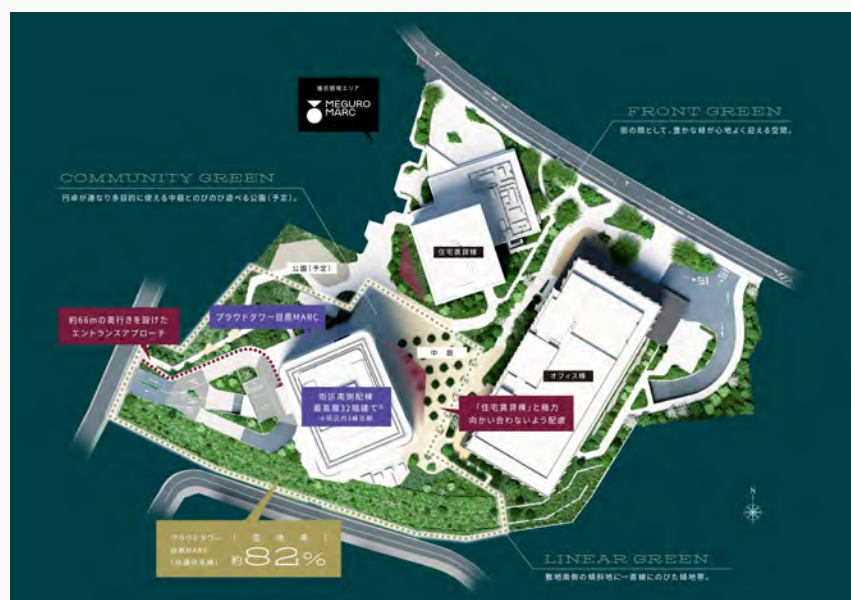 複合開発エリア
MEGURO
MARC
FRONT GREEN
街の顔として、豊かな緑が心地よく迎える空間。
COMMUNITY GREEN
円卓が連なり多目的に使える中庭とのびのび遊べる公園(予定)。
住宅賃貸棟
公園(予定)
約66mの奥行きを設けた
エントランスアプローチ
プラウドタワー目黒MARC
中庭
オフィス棟
街区南側配棟
最高層32階建て
※街区内3棟比較
「住宅賃貸棟」と極力
向かい合わないよう配慮
N
プラウドタワー
目黒MARC
(分譲住宅棟)
空地率
約82%
LINEAR GREEN
敷地南側の傾斜地に一直線にのびた緑地帯。